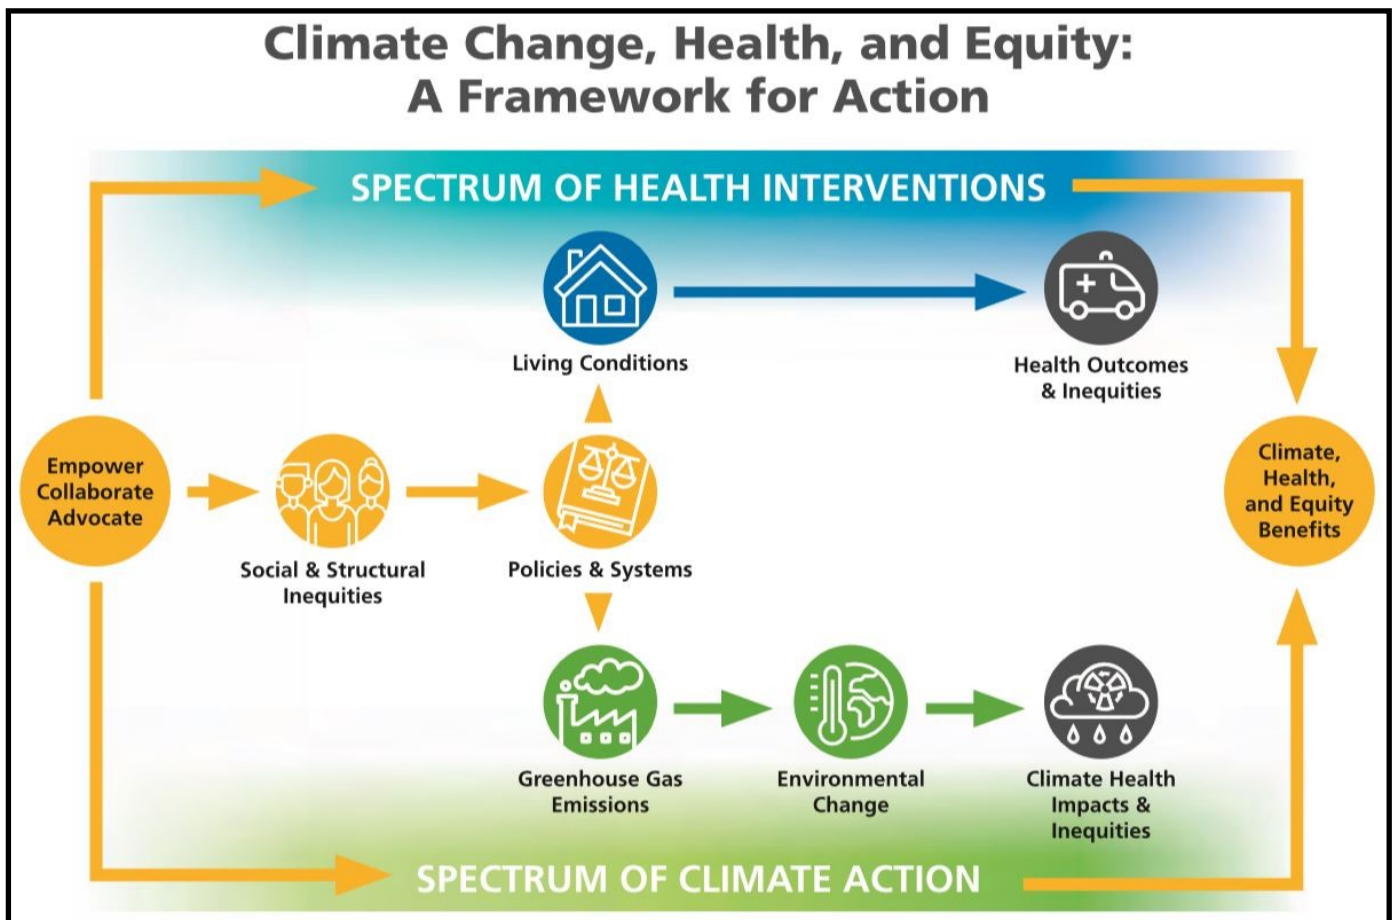 Climate Change, Health, and Equity:
A Framework for Action
SPECTRUM OF HEALTH INTERVENTIONS
Living Conditions
Health Outcomes
& Inequities
Empower
Collaborate
Advocate
Social & Structural
Inequities
Policies & Systems
Climate,
Health,
and Equity
Benefits
Greenhouse Gas
Emissions
Environmental
Change
Climate Health
Impacts &
Inequities
SPECTRUM OF CLIMATE ACTION